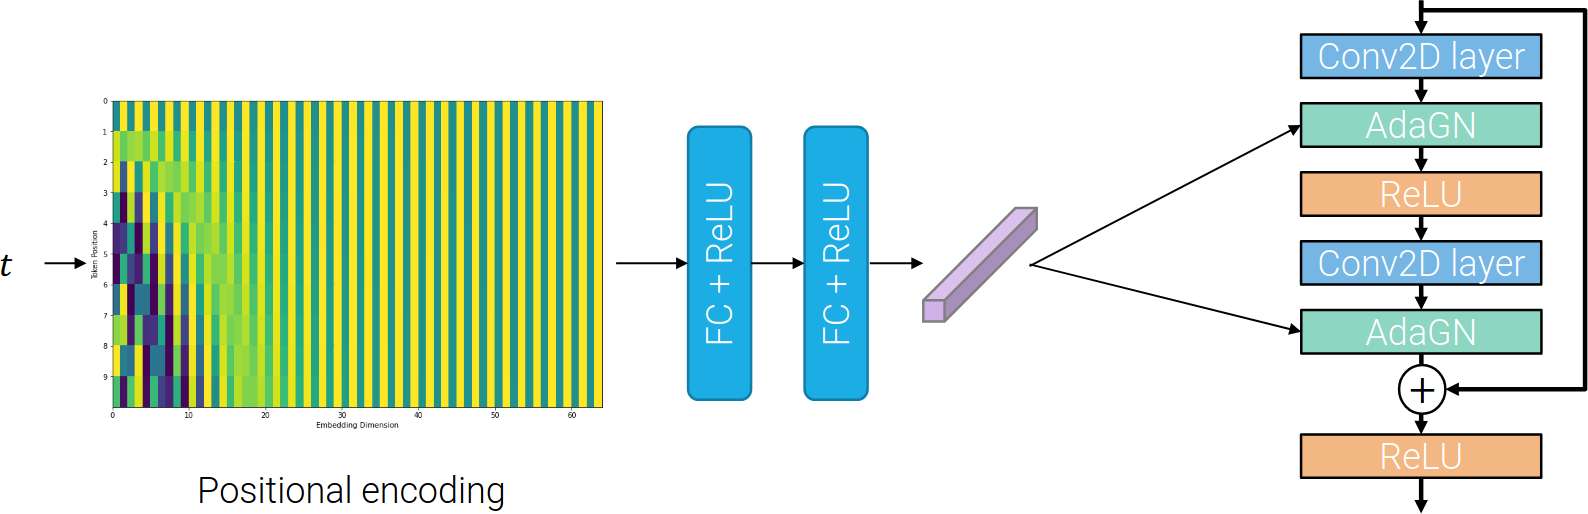 t
0
1
2
3
4
5
6
7
8
9
Token Position
0 10 20 30 40 50 60
Embedding Dimension
Positional encoding
FC + ReLU
FC + ReLU
Conv2D layer
AdaGN
ReLU
Conv2D layer
AdaGN
+
ReLU